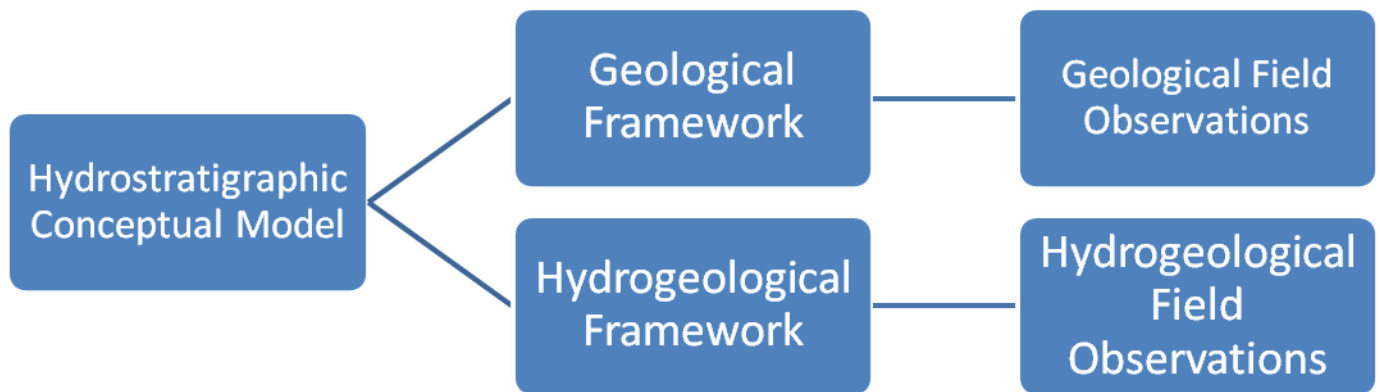 Hydrostratigraphic
Conceptual Model
Geological
Framework
Geological Field
Observations
Hydrogeological
Framework
Hydrogeological
Field
Observations